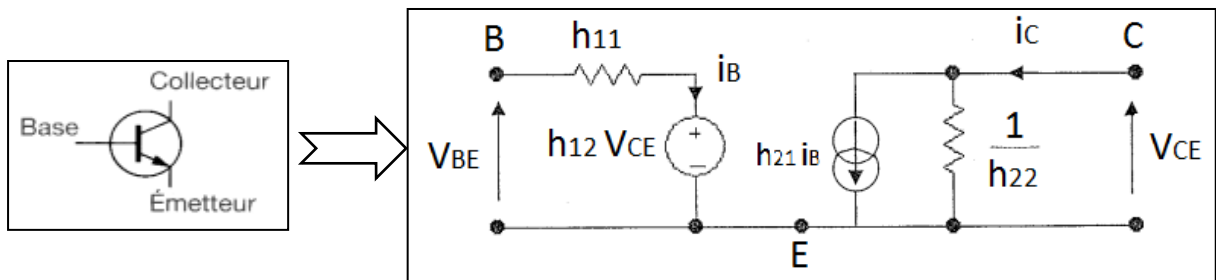 Collecteur
Base
Émetteur
B
h11
iB
iC
C
VBE
h12 VCE
+
−
h21 iB
1
h22
VCE
E